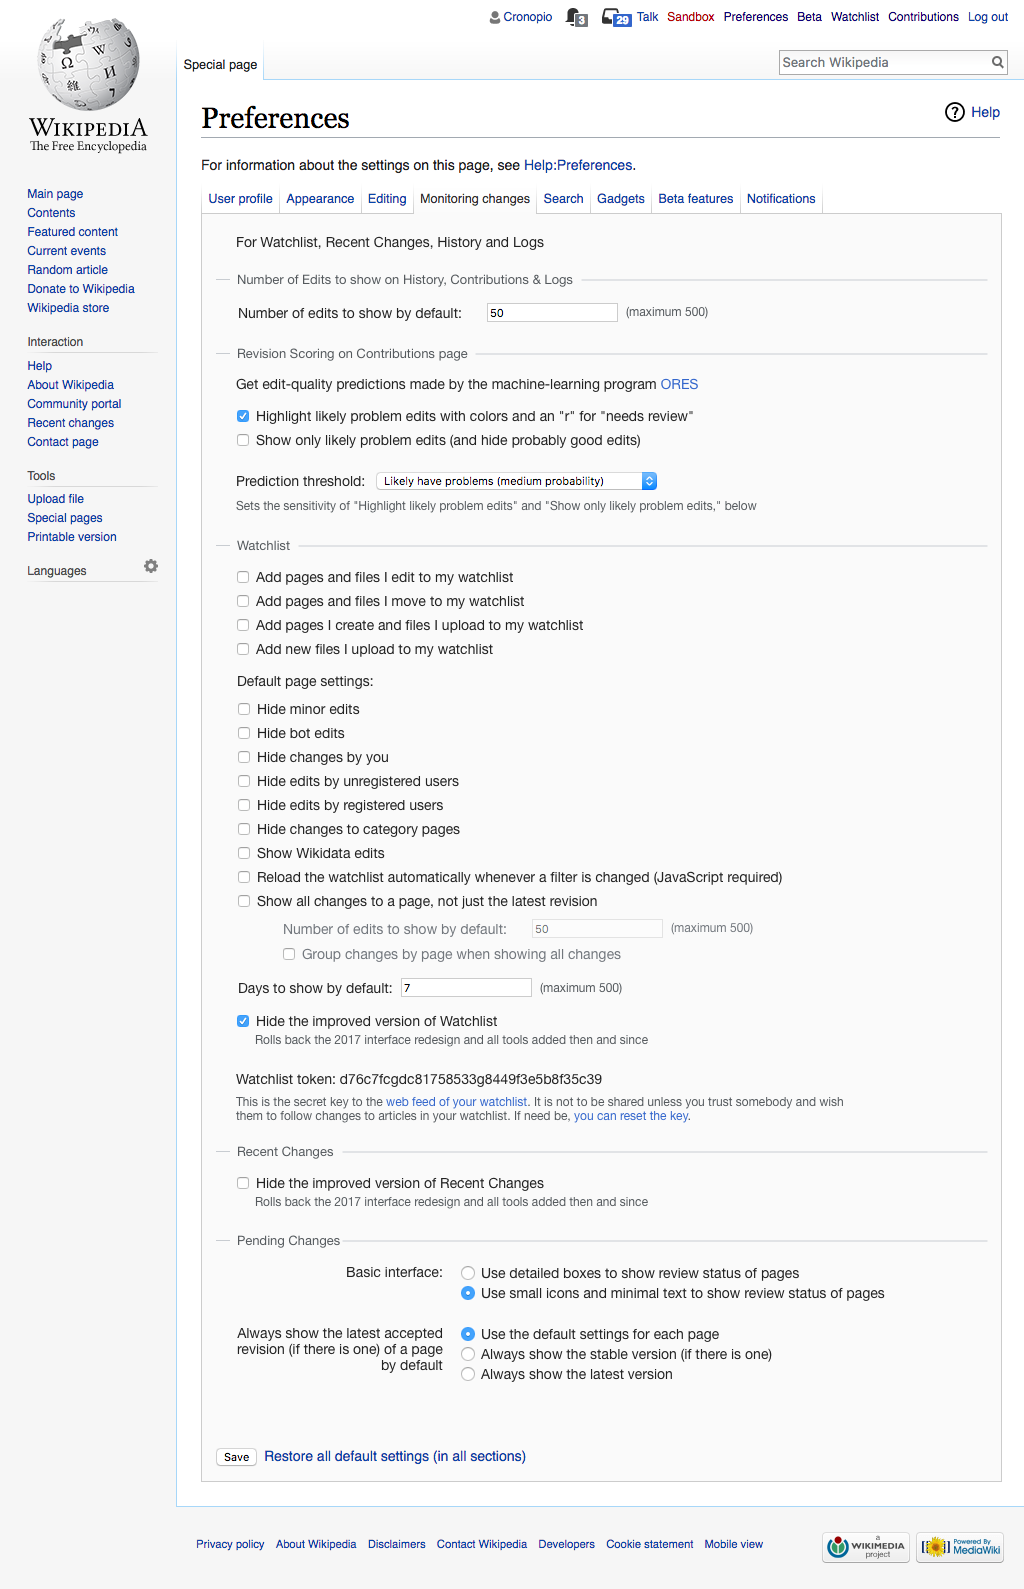 Cronopio 3 29 Talk Sandbox Preferences Beta Watchlist Contributions Log out
Special page
Search Wikipedia
WIKIPEDIA
The Free Encyclopedia
Preferences
Help
For information about the settings on this page, see Help:Preferences.
User profile Appearance Editing Monitoring changes Search Gadgets Beta features Notifications
Main page
Contents
Featured content
Current events
Random article
Donate to Wikipedia
Wikipedia store
Interaction
Help
About Wikipedia
Community portal
Recent changes
Contact page
Tools
Upload file
Special pages
Printable version
Languages
For Watchlist, Recent Changes, History and Logs
Number of Edits to show on History, Contributions & Logs
Number of edits to show by default: 50 (maximum 500)
Revision Scoring on Contributions page
Get edit-quality predictions made by the machine-learning program ORES
Highlight likely problem edits with colors and an "r" for "needs review"
Show only likely problem edits (and hide probably good edits)
Prediction threshold: Likely have problems (medium probability)
Sets the sensitivity of "Highlight likely problem edits" and "Show only likely problem edits," below
Watchlist
Add pages and files I edit to my watchlist
Add pages and files I move to my watchlist
Add pages I create and files I upload to my watchlist
Add new files I upload to my watchlist
Default page settings:
Hide minor edits
Hide bot edits
Hide changes by you
Hide edits by unregistered users
Hide edits by registered users
Hide changes to category pages
Show Wikidata edits
Reload the watchlist automatically whenever a filter is changed (JavaScript required)
Show all changes to a page, not just the latest revision
Number of edits to show by default: 50 (maximum 500)
Group changes by page when showing all changes
Days to show by default: 7 (maximum 500)
Hide the improved version of Watchlist
Rolls back the 2017 interface redesign and all tools added then and since
Watchlist token: d76c7fcgdc81758533g8449f3e5b8f35c39
This is the secret key to the web feed of your watchlist. It is not to be shared unless you trust somebody and wish
them to follow changes to articles in your watchlist. If need be, you can reset the key.
Recent Changes
Hide the improved version of Recent Changes
Rolls back the 2017 interface redesign and all tools added then and since
Pending Changes
Basic interface: Use detailed boxes to show review status of pages
Use small icons and minimal text to show review status of pages
Always show the latest accepted
revision (if there is one) of a page
by default
Use the default settings for each page
Always show the stable version (if there is one)
Always show the latest version
Save Restore all default settings (in all sections)
Privacy policy About Wikipedia Disclaimers Contact Wikipedia Developers Cookie statement Mobile view
a
WIKIMEDIA
project
Powered By
MediaWiki